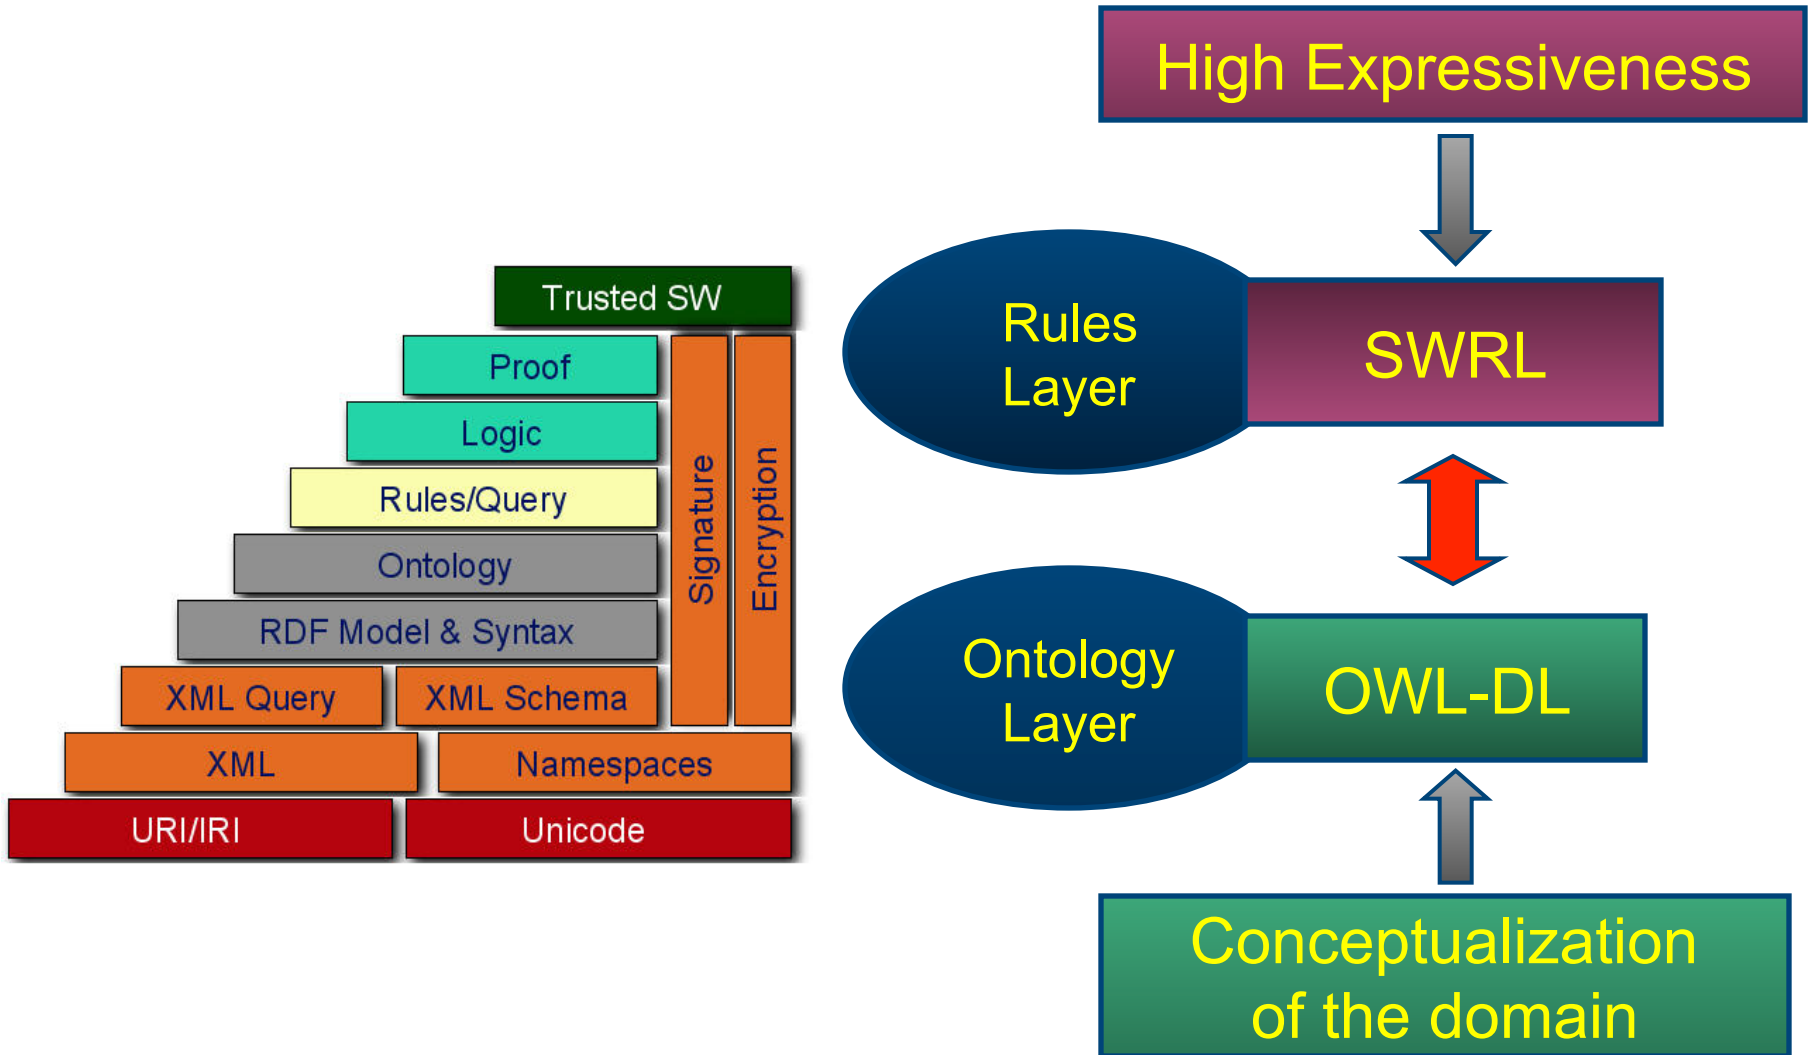 Trusted SW
Proof
Logic
Rules/Query
Ontology
RDF Model & Syntax
XML Query
XML Schema
XML
Namespaces
URI/IRI
Unicode
Signature
Encryption
High Expressiveness
Rules
Layer
SWRL
Ontology
Layer
OWL-DL
Conceptualization
of the domain